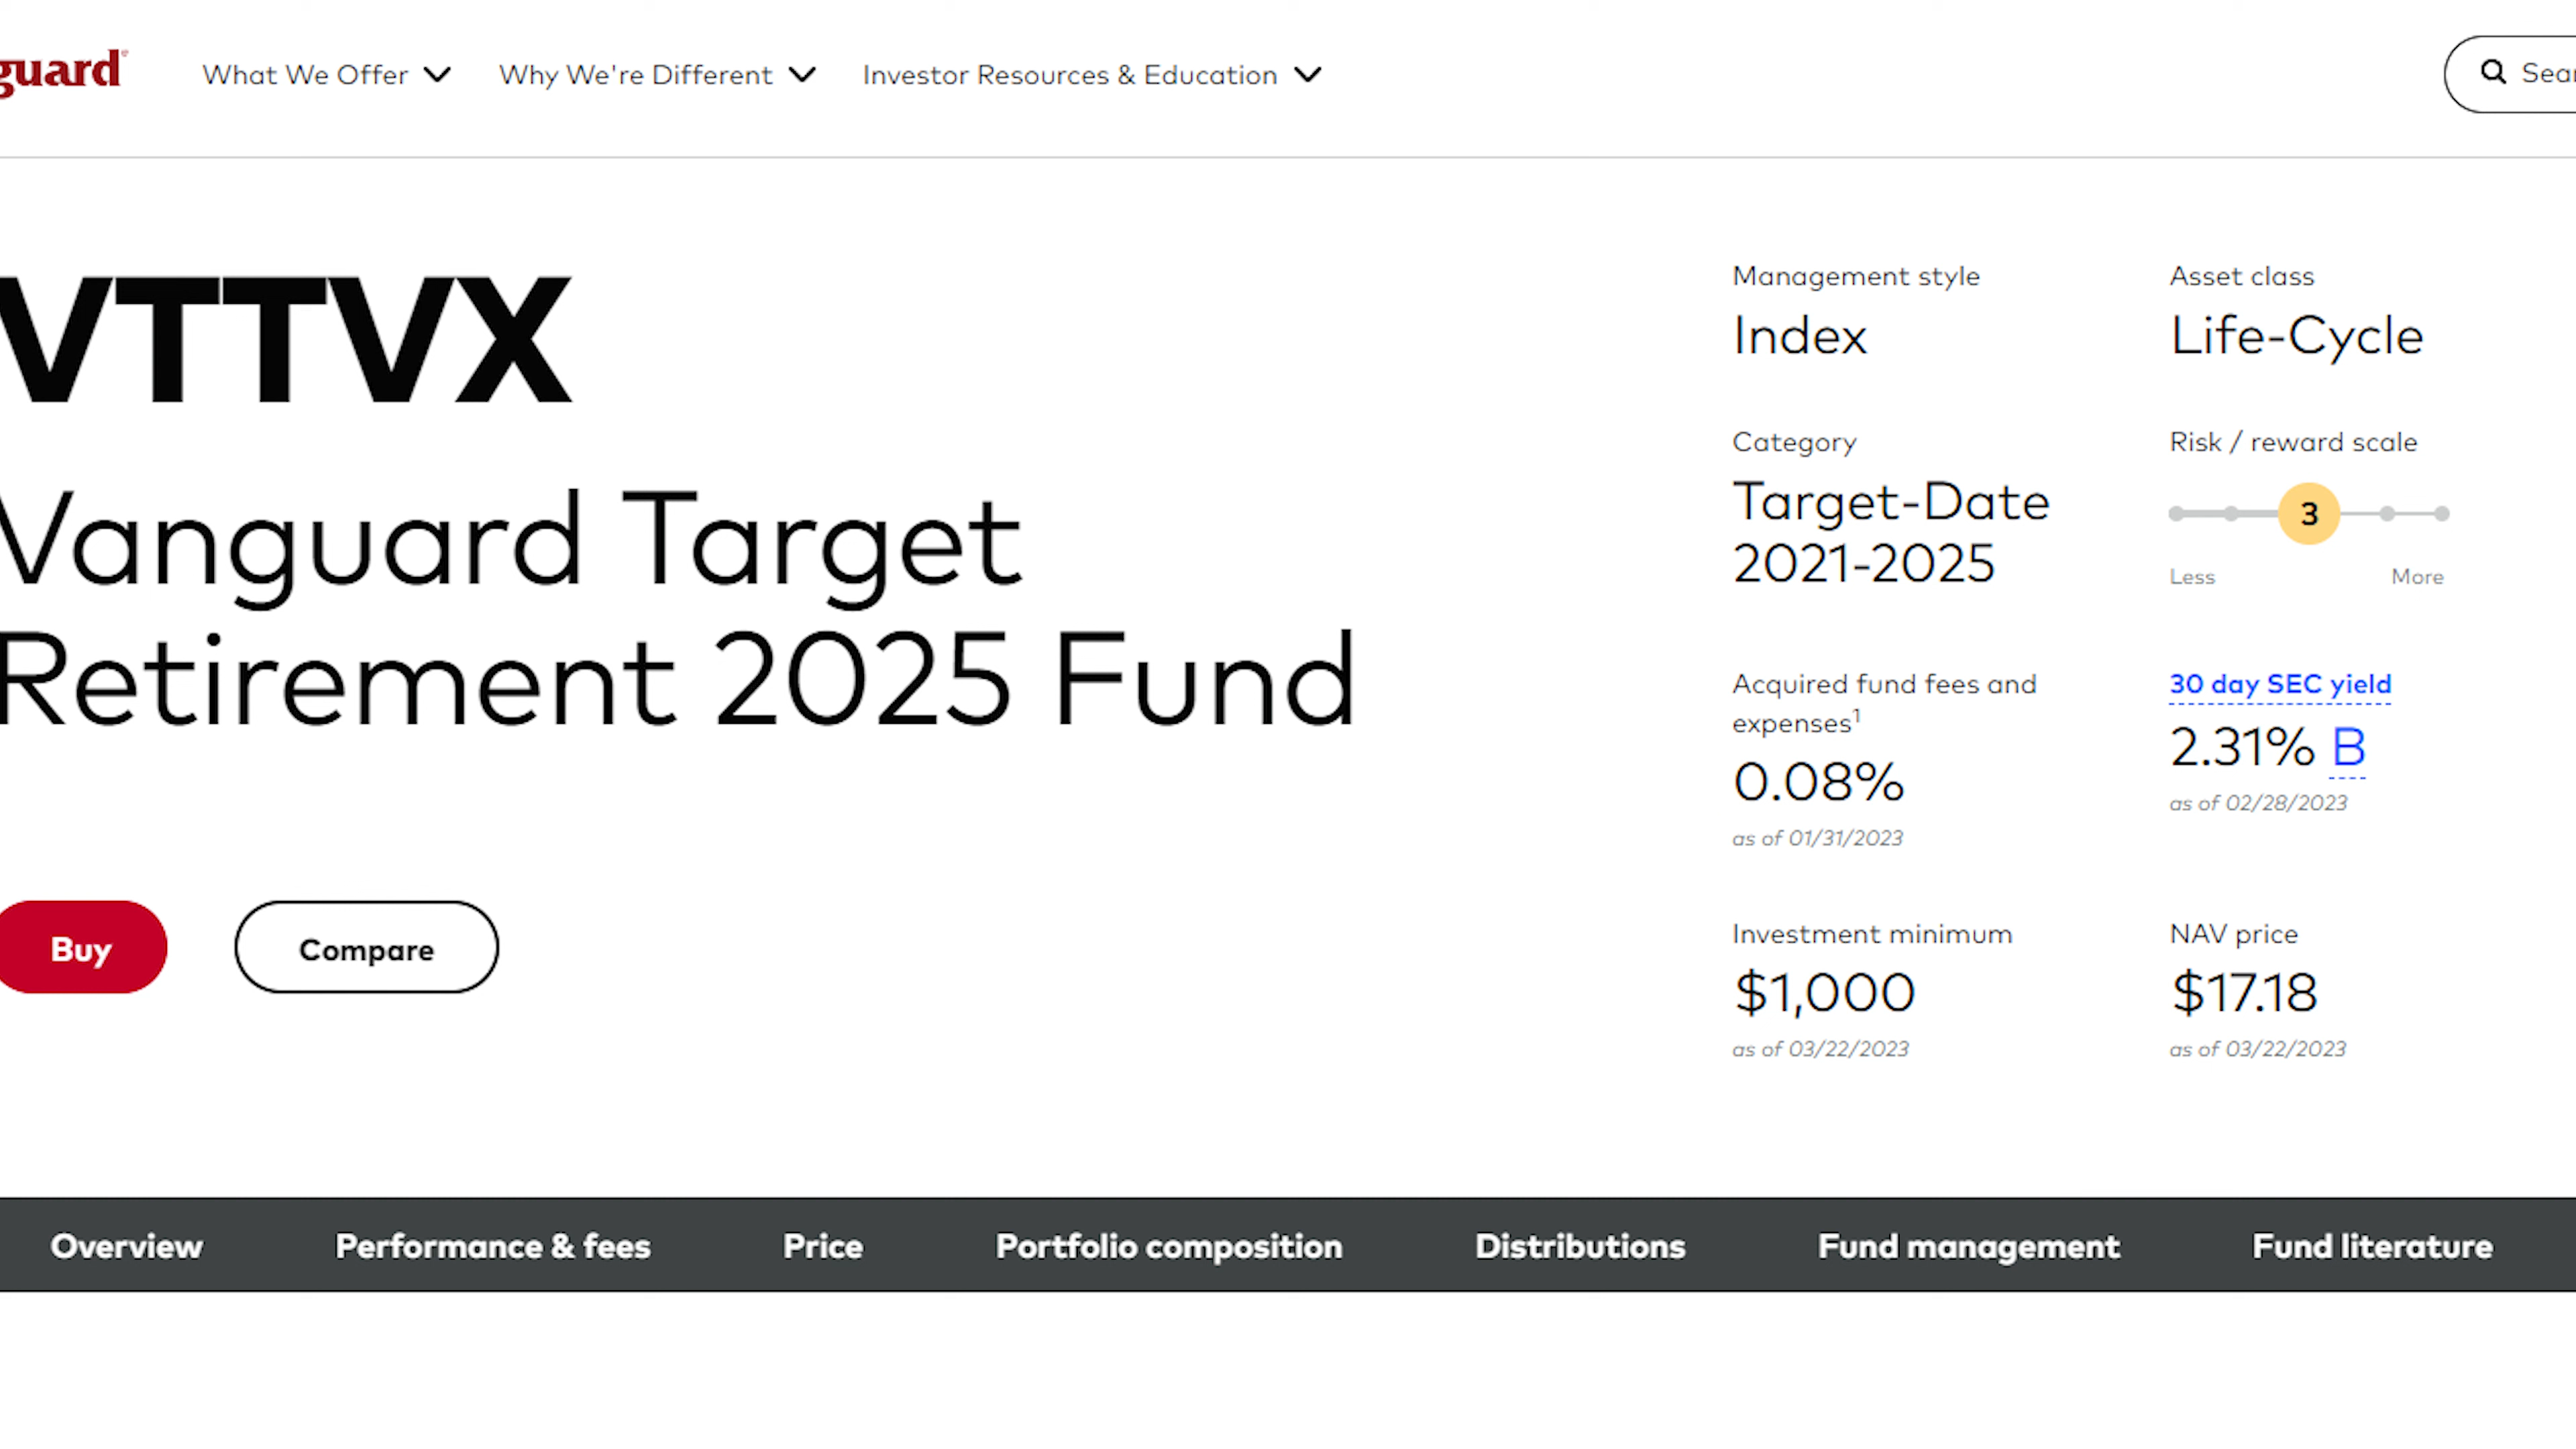 guard
What We Offer
Why We're Different
Investor Resources & Education
VTTVX
Vanguard Target
Retirement 2025 Fund
Buy
Compare
Management style
Index
Asset class
Life-Cycle
Category
Target-Date
2021-2025
Risk / reward scale
3
Less
More
Acquired fund fees and
expenses¹
0.08%
as of 01/31/2023
30 day SEC yield
2.31% B
as of 02/28/2023
Investment minimum
$1,000
as of 03/22/2023
NAV price
$17.18
as of 03/22/2023
Overview
Performance & fees
Price
Portfolio composition
Distributions
Fund management
Fund literature